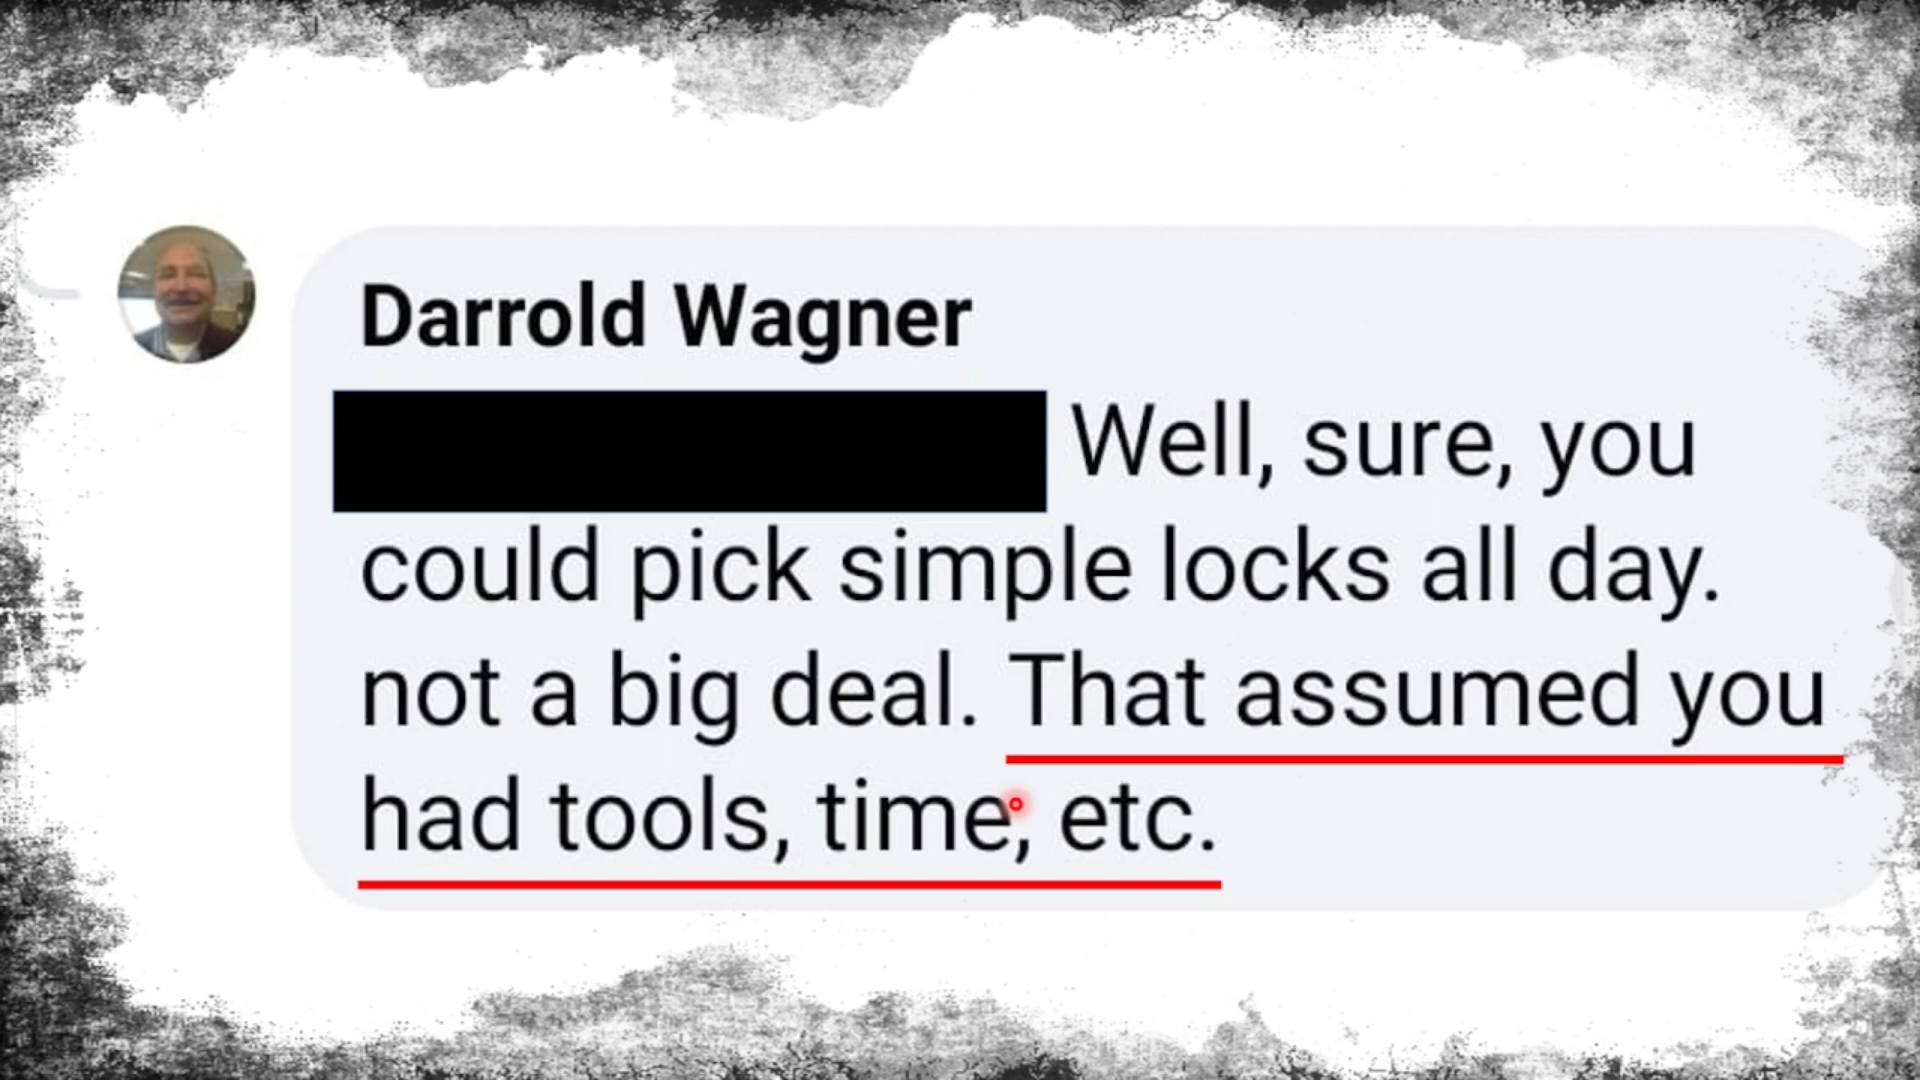 Darrold Wagner
Well, sure, you
could pick simple locks all day.
not a big deal. That assumed you
had tools, time, etc.